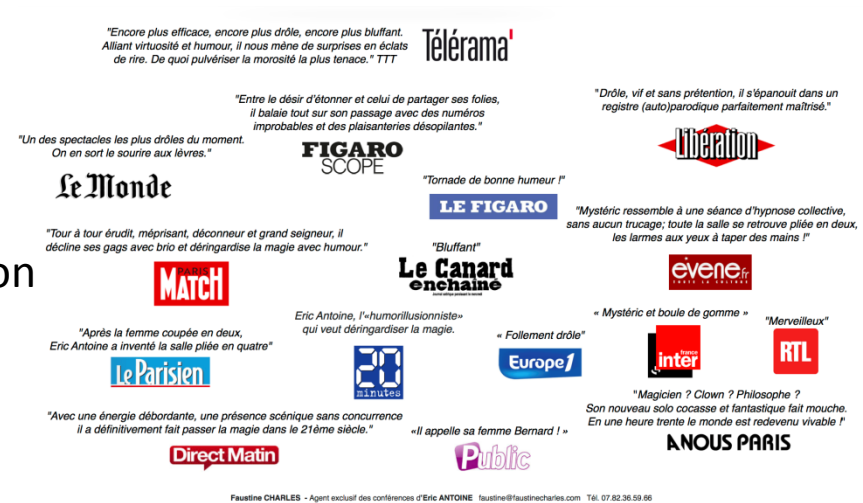 "Encore plus efficace, encore plus drôle, encore plus bluffant.
Alliant virtuosité et humour, il nous mène de surprises en éclats
de rire. De quoi pulvériser la morosité la plus tenace." TTT
Télérama'
"Entre le désir d'étonner et celui de partager ses folies,
il balaie tout sur son passage avec des numéros
improbables et des plaisanteries désopilantes."
FIGARO
SCOPE
"Drôle, vif et sans prétention, il s'épanouit dans un
registre (auto)parodique parfaitement maîtrisé."
Libération
"Un des spectacles les plus drôles du moment.
On en sort le sourire aux lèvres."
Le Monde
"Tornade de bonne humeur !"
LE FIGARO
"Mystéric ressemble à une séance d'hypnose collective,
sans aucun trucage; toute la salle se retrouve pliée en deux,
les larmes aux yeux à taper des mains !"
evene.fr
TOUTE LA CULTURE
"Tour à tour érudit, méprisant, déconneur et grand seigneur, il
décline ses gags avec brio et déringardise la magie avec humour."
PARIS
MATCH
on
"Bluffant"
Le Canard
enchaîné
Journal satirique paraissant le mercredi
"Après la femme coupée en deux,
Eric Antoine a inventé la salle pliée en quatre"
Le Parisien
Eric Antoine, l'«humorillusionniste»
qui veut déringardiser la magie.
20
minutes
« Follement drôle"
Europe 1
« Mystéric et boule de gomme »
france
inter
"Merveilleux"
RTL
"Avec une énergie débordante, une présence scénique sans concurrence
il a définitivement fait passer la magie dans le 21ème siècle."
Direct Matin
«Il appelle sa femme Bernard ! »
Public
"Magicien ? Clown ? Philosophe ?
Son nouveau solo cocasse et fantastique fait mouche.
En une heure trente le monde est redevenu vivable !"
A NOUS PARIS
Faustine CHARLES - Agent exclusif des conférences d'Eric ANTOINE faustine@faustinecharles.com Tél. 07.82.36.59.66